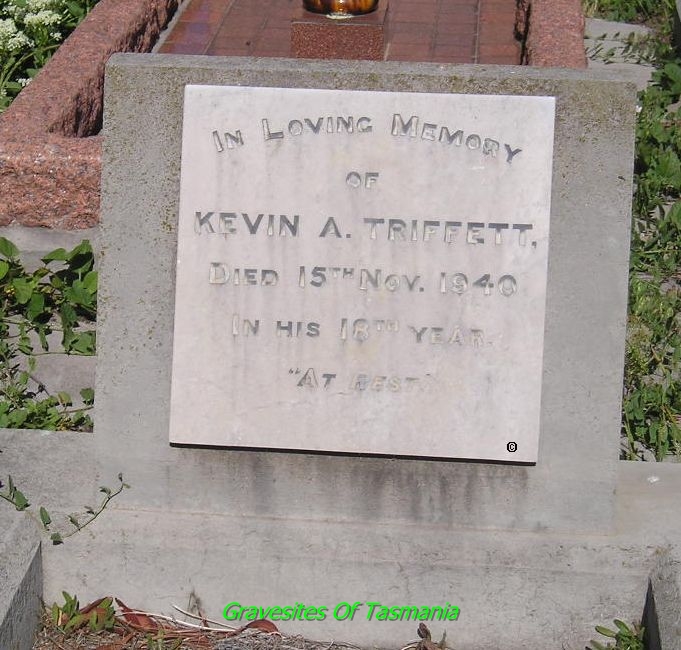 In Loving Memory
of
Kevin A. Triffett,
Died 15th Nov. 1940
In his 18th year.
"At Rest."
©
Gravesites Of Tasmania